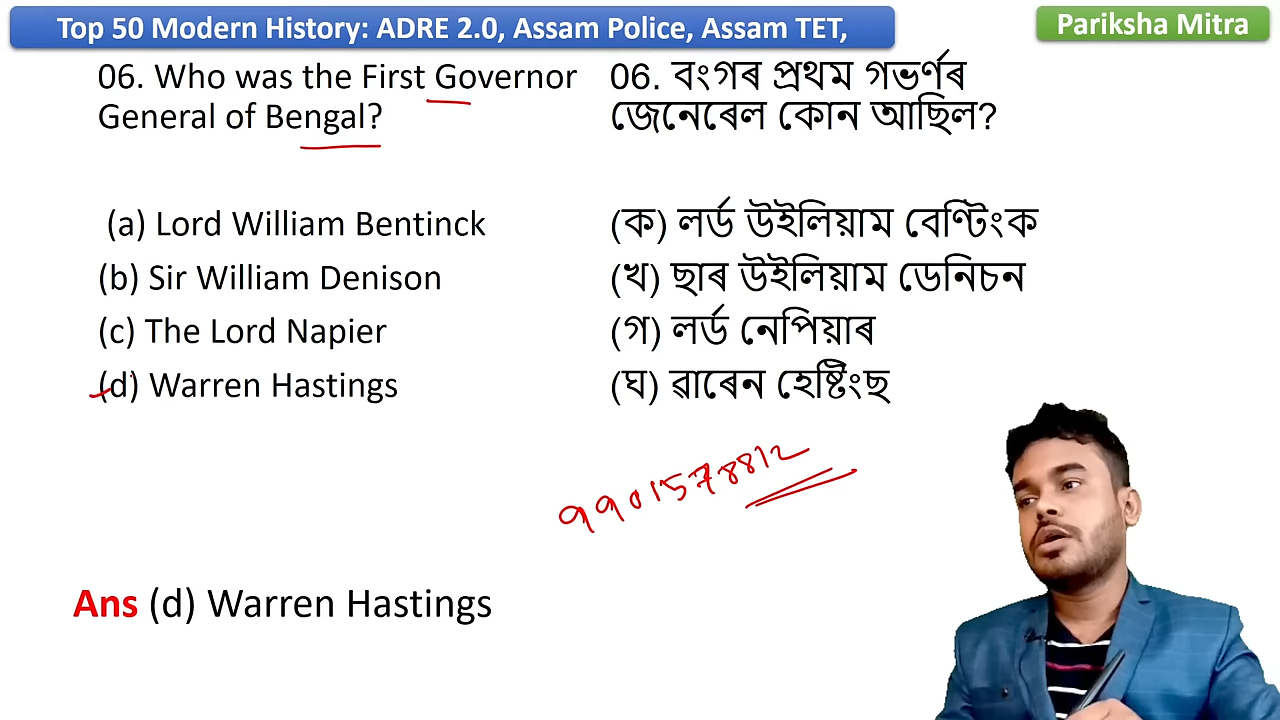 Top 50 Modern History: ADRE 2.0, Assam Police, Assam TET,
Pariksha Mitra
06. Who was the First Governor
General of Bengal?
(a) Lord William Bentinck
(b) Sir William Denison
(c) The Lord Napier
(d) Warren Hastings
06. বংগৰ প্ৰথম গভৰ্ণৰ
জেনেৰেল কোন আছিল?
(ক) লৰ্ড উইলিয়াম বেণ্টিংক
(খ) ছাৰ উইলিয়াম ডেনিচন
(গ) লৰ্ড নেপিয়াৰ
(ঘ) ৱাৰেন হেষ্টিংছ
9901578812
Ans (d) Warren Hastings